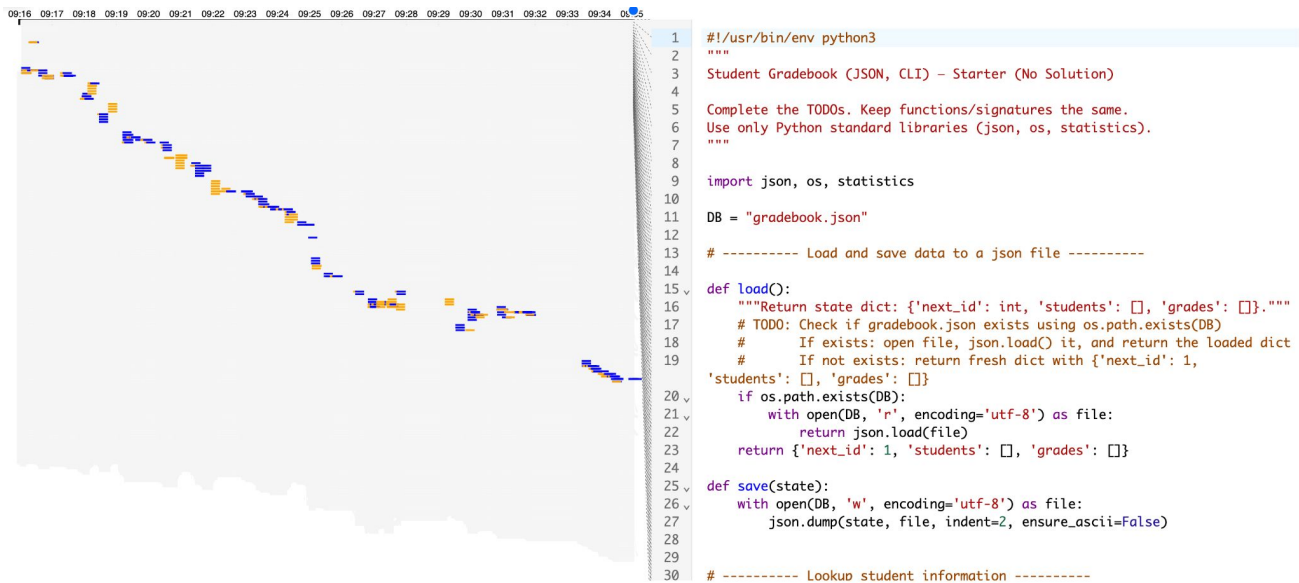 09:16 09:17 09:18 09:19 09:20 09:21 09:22 09:23 09:24 09:25 09:26 09:27 09:28 09:29 09:30 09:31 09:32 09:33 09:34
1 #!/usr/bin/env python3
2 """
3 Student Gradebook (JSON, CLI) – Starter (No Solution)
4
5 Complete the TODOs. Keep functions/signatures the same.
6 Use only Python standard libraries (json, os, statistics).
7 """
8
9 import json, os, statistics
10
11 DB = "gradebook.json"
12
13 # ---------- Load and save data to a json file ----------
14
15 def load():
16     """Return state dict: {'next_id': int, 'students': [], 'grades': []}."""
17     # TODO: Check if gradebook.json exists using os.path.exists(DB)
18     #       If exists: open file, json.load() it, and return the loaded dict
19     #       If not exists: return fresh dict with {'next_id': 1,
'students': [], 'grades': []}
20     if os.path.exists(DB):
21         with open(DB, 'r', encoding='utf-8') as file:
22             return json.load(file)
23     return {'next_id': 1, 'students': [], 'grades': []}
24
25 def save(state):
26     with open(DB, 'w', encoding='utf-8') as file:
27         json.dump(state, file, indent=2, ensure_ascii=False)
28
29
30 # ---------- Lookup student information ----------